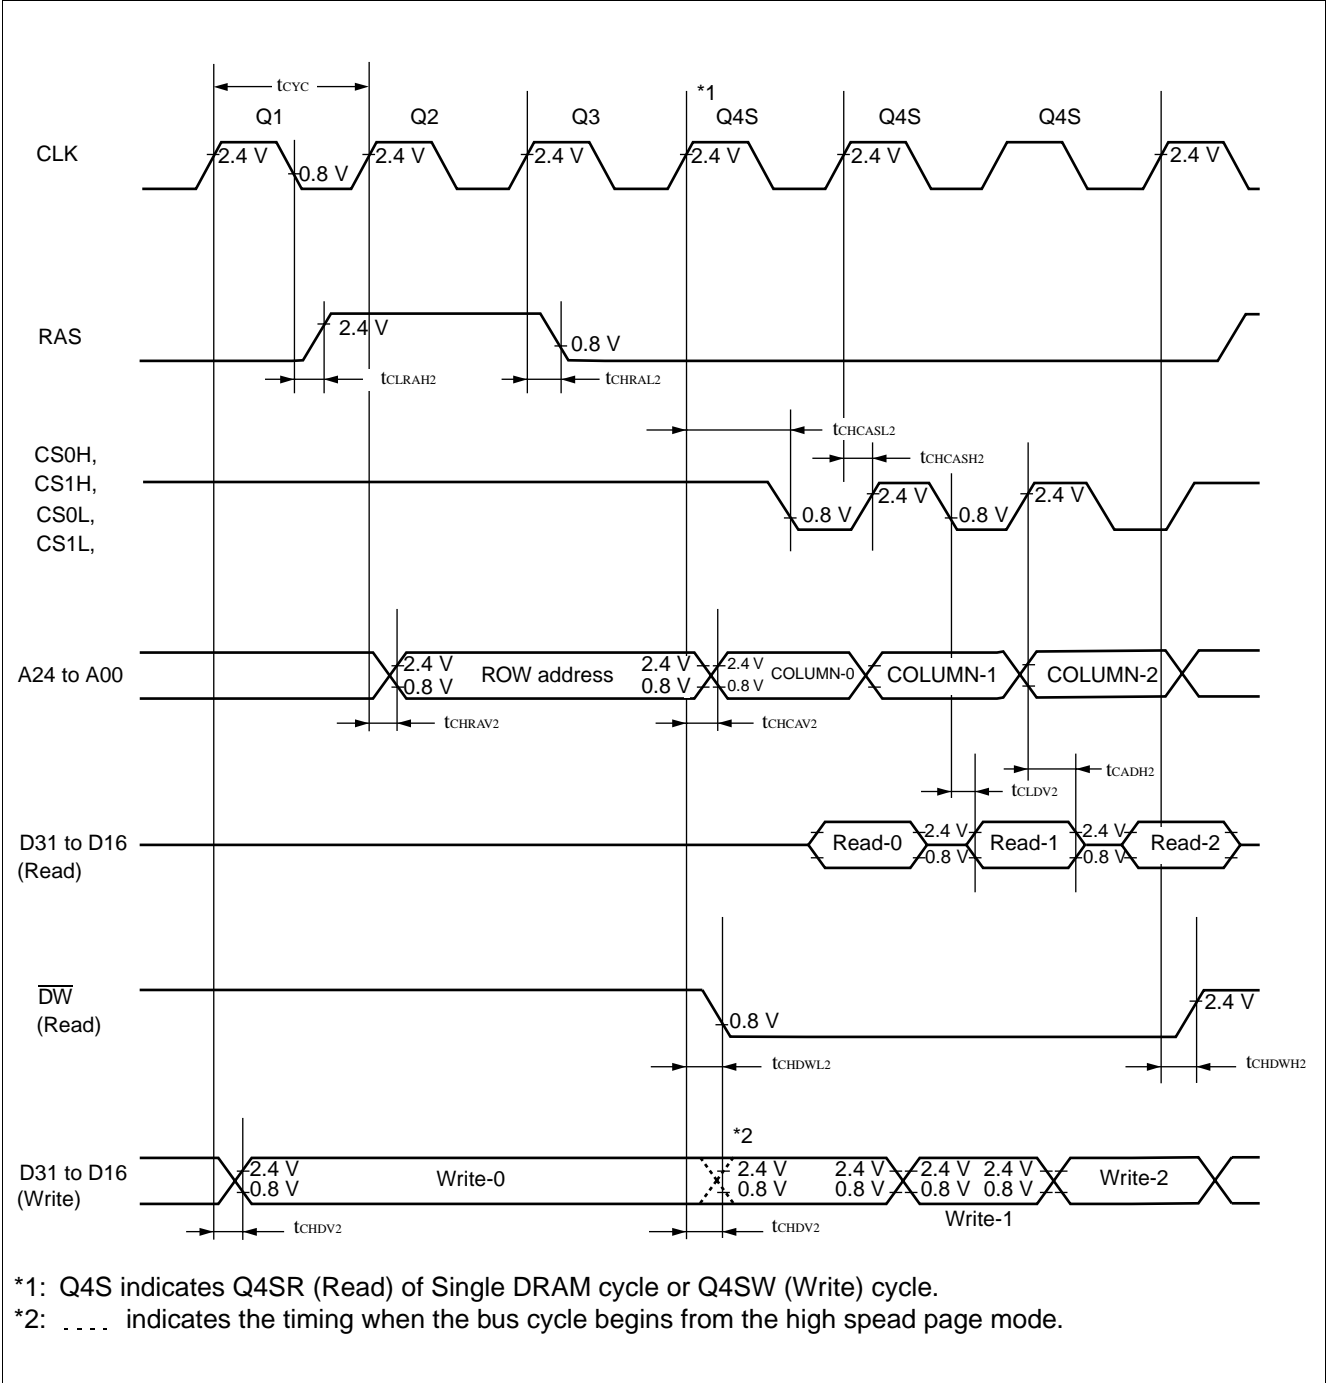 tCYC
*1
Q1 Q2 Q3 Q4S Q4S Q4S
CLK 2.4 V 0.8 V 2.4 V 2.4 V 2.4 V 2.4 V 2.4 V
RAS 2.4 V 0.8 V
tCLRAH2 tCHRAL2
tCHCASL2
CS0H, tCHCASH2
CS1H, 2.4 V 2.4 V
CS0L, 0.8 V 0.8 V
CS1L,
2.4 V 2.4 V 2.4 V
A24 to A00 ROW address COLUMN-0 COLUMN-1 COLUMN-2
0.8 V 0.8 V 0.8 V
tCHRAV2 tCHCAV2
tCADH2
tCLDV2
2.4 V 2.4 V
D31 to D16 Read-0 Read-1 Read-2
(Read) 0.8 V 0.8 V
DW 2.4 V
(Read) 0.8 V
tCHDWL2 tCHDWH2
*2
2.4 V 2.4 V 2.4 V 2.4 V 2.4 V
D31 to D16 Write-0 Write-2
(Write) 0.8 V 0.8 V 0.8 V 0.8 V 0.8 V
Write-1
tCHDV2 tCHDV2
*1: Q4S indicates Q4SR (Read) of Single DRAM cycle or Q4SW (Write) cycle.
*2: .... indicates the timing when the bus cycle begins from the high spead page mode.